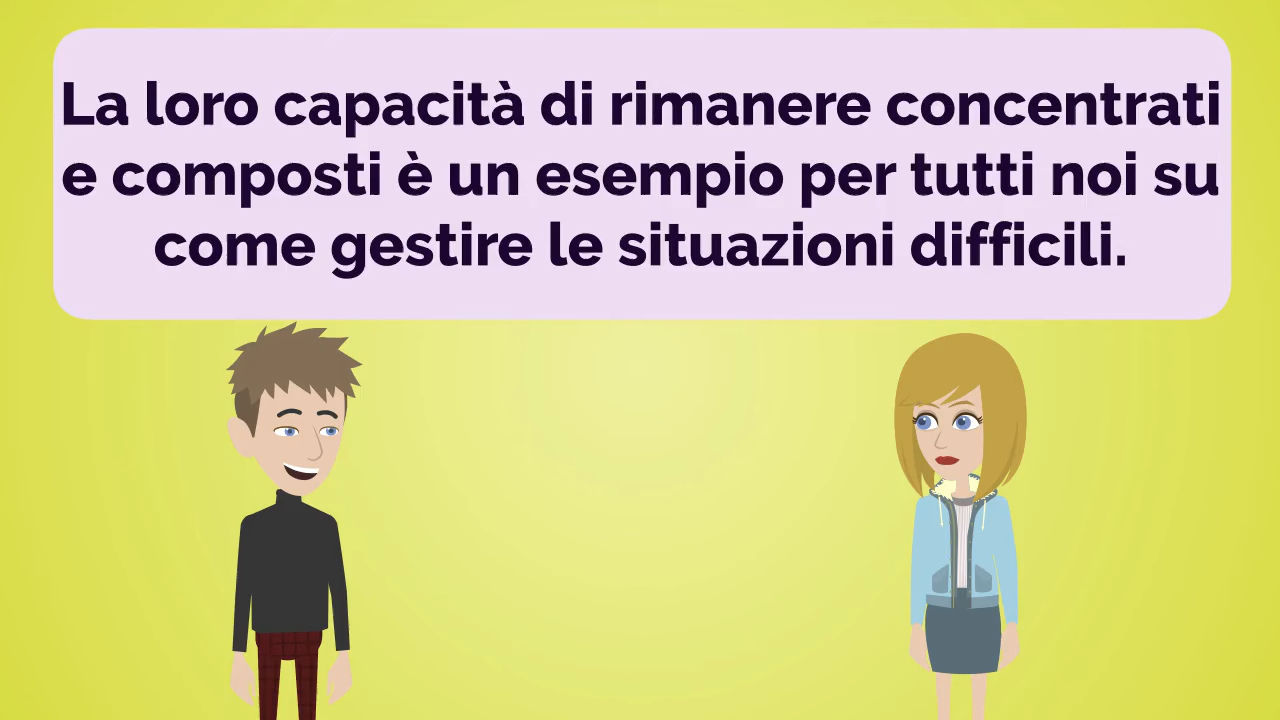 La loro capacità di rimanere concentrati
e composti è un esempio per tutti noi su
come gestire le situazioni difficili.